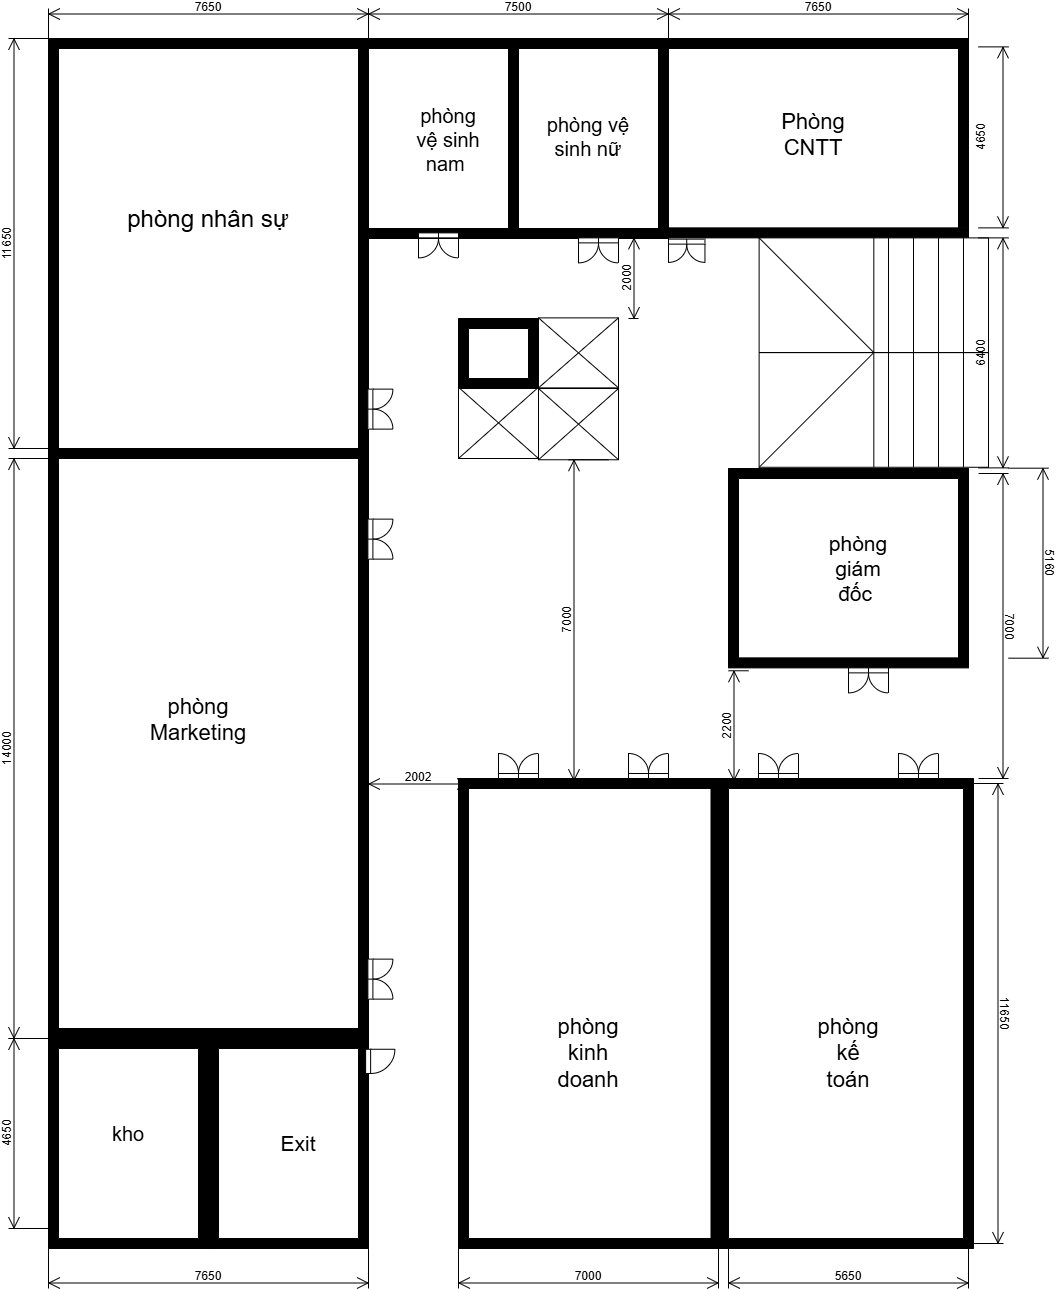 7650
7500
7650
phòng
vệ sinh
nam
phòng vệ
sinh nữ
Phòng
CNTT
4650
phòng nhân sự
11650
2000
6400
phòng
giám
đốc
5160
7000
7000
phòng
Marketing
14000
2200
2002
phòng
kinh
doanh
phòng
kế
toán
11650
kho
Exit
4650
7650
7000
5650